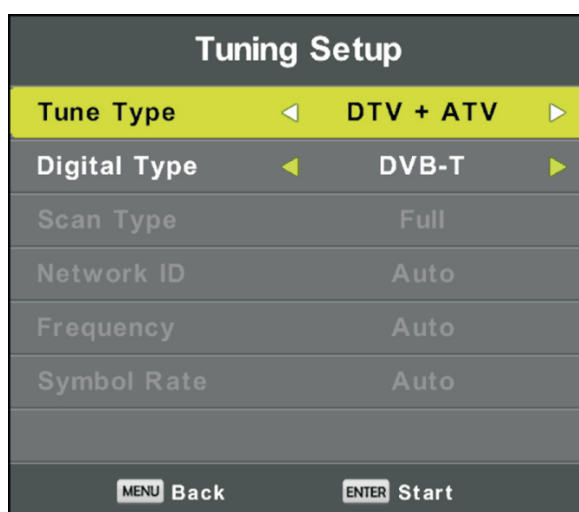 Tuning Setup
Tune Type DTV + ATV
Digital Type DVB-T
Scan Type Full
Network ID Auto
Frequency Auto
Symbol Rate Auto
MENU Back ENTER Start